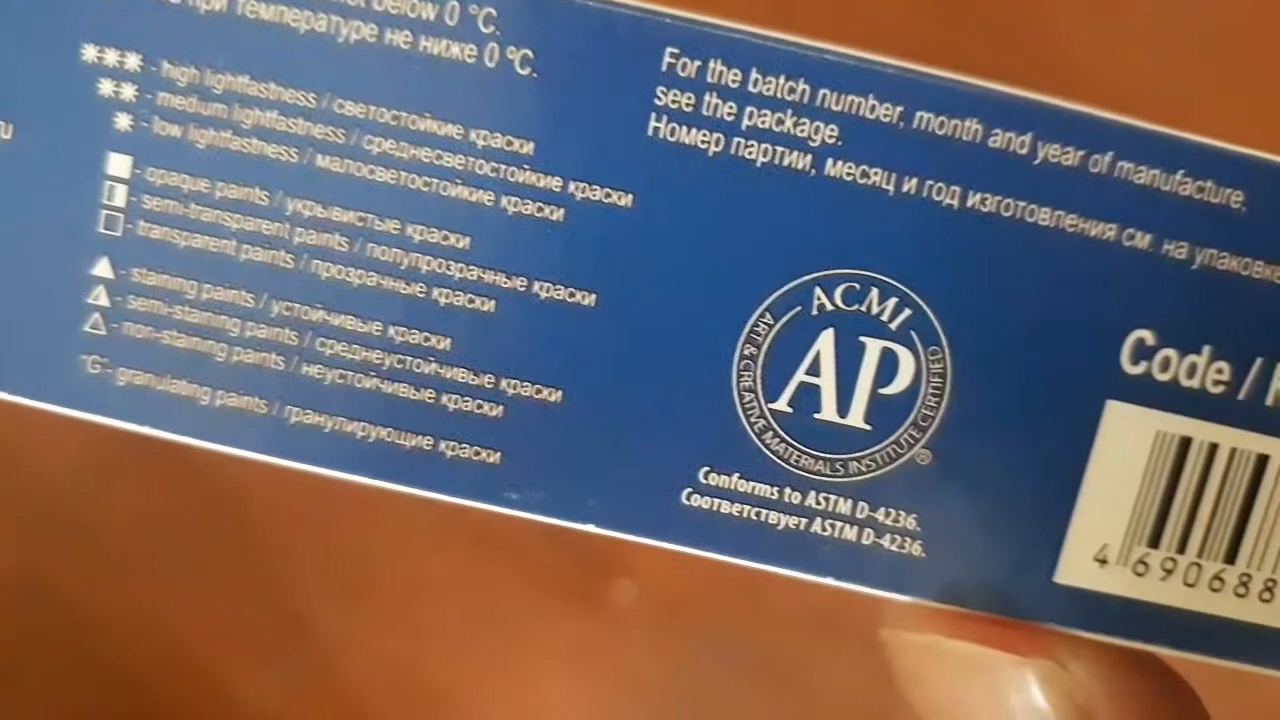 below 0 °C.
при температуре не ниже 0 °C.
*** - high lightfastness / светостойкие краски
** - medium lightfastness / среднесветостойкие краски
* - low lightfastness / малосветостойкие краски
- opaque paints / укрывистые краски
- semi-transparent paints / полупрозрачные краски
- transparent paints / прозрачные краски
- staining paints / устойчивые краски
- semi-staining paints / среднеустойчивые краски
- non-staining paints / неустойчивые краски
"G"- granulating paints / гранулирующие краски
ru
For the batch number, month and year of manufacture,
see the package.
Номер партии, месяц и год изготовления см. на упаковке
ACMI
AP
ART & CREATIVE MATERIALS INSTITUTE CERTIFIED
®
Conforms to ASTM D-4236.
Соответствует ASTM D-4236.
Code /
4 690688